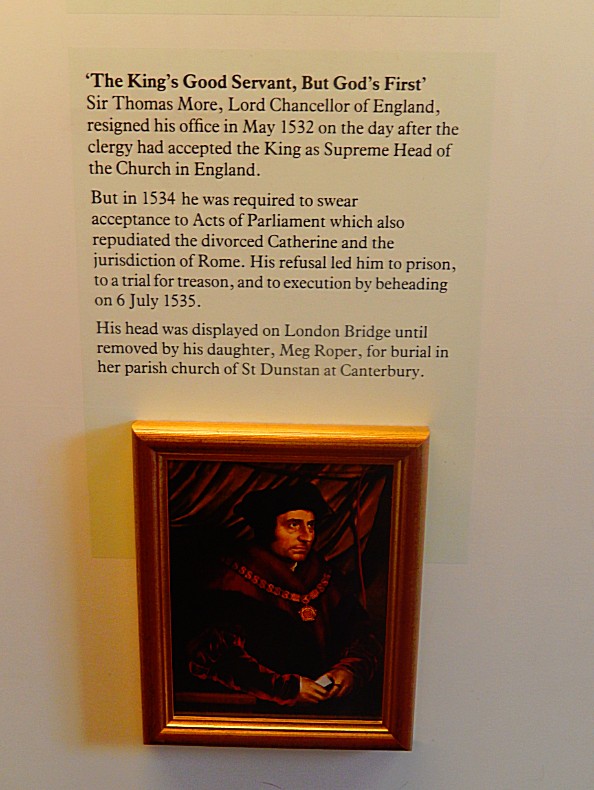 ‘The King’s Good Servant, But God’s First’
Sir Thomas More, Lord Chancellor of England,
resigned his office in May 1532 on the day after the
clergy had accepted the King as Supreme Head of
the Church in England.
But in 1534 he was required to swear
acceptance to Acts of Parliament which also
repudiated the divorced Catherine and the
jurisdiction of Rome. His refusal led him to prison,
to a trial for treason, and to execution by beheading
on 6 July 1535.
His head was displayed on London Bridge until
removed by his daughter, Meg Roper, for burial in
her parish church of St Dunstan at Canterbury.